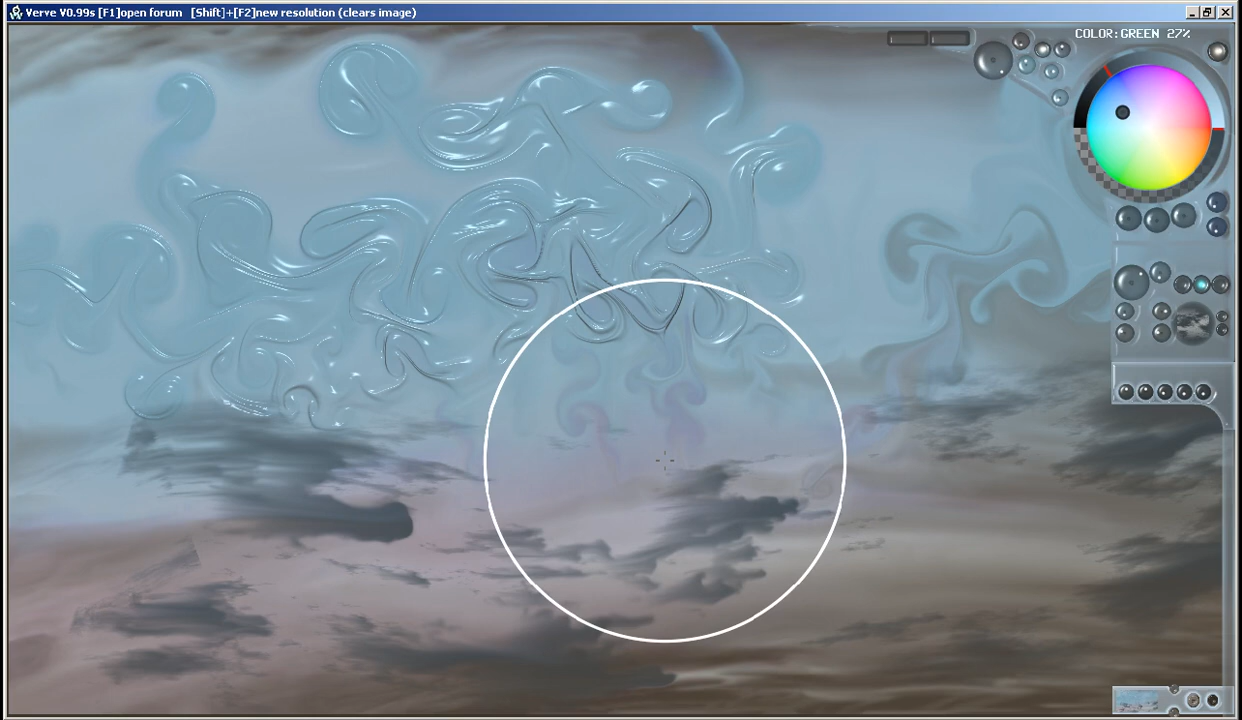 Verve V0.99s [F1]open forum [Shift]+[F2]new resolution (clears image)
COLOR:GREEN 27%